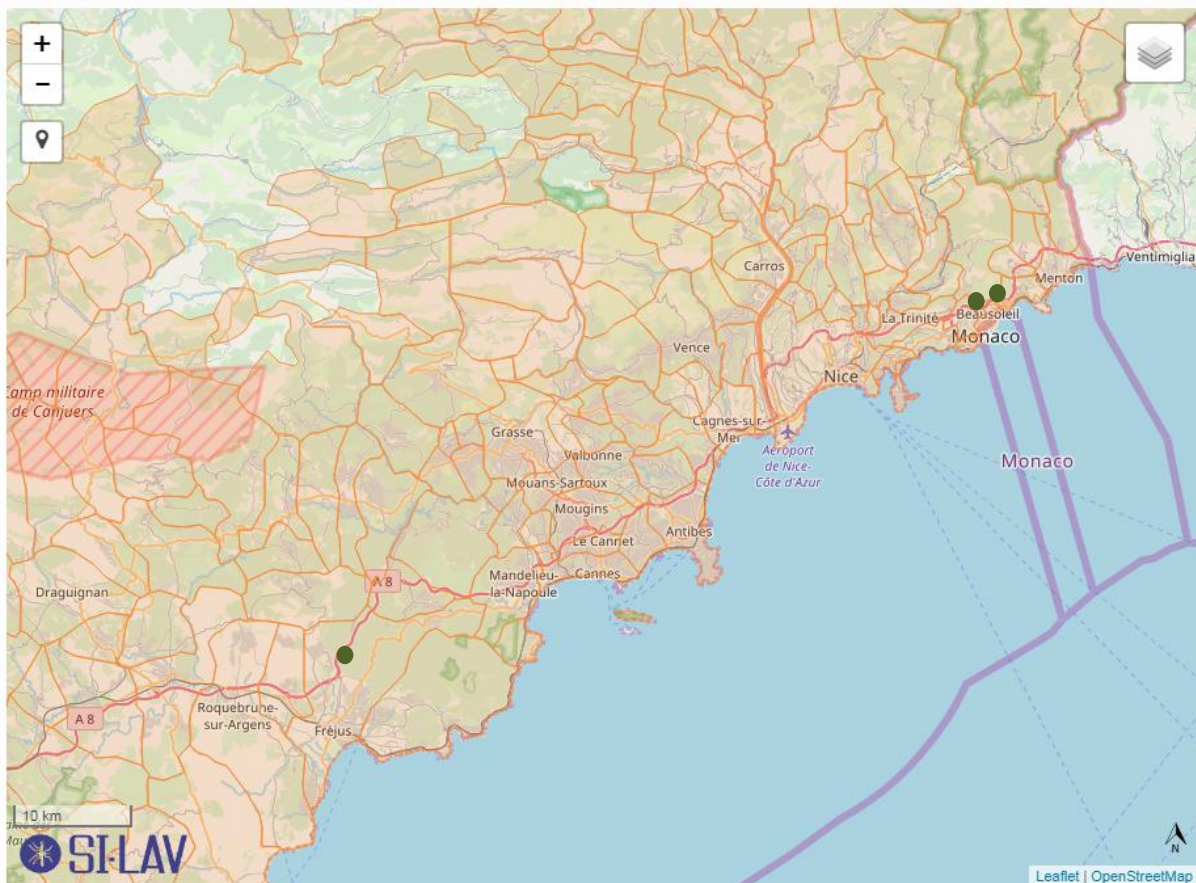 +
−
Carros
Ventimiglia
Menton
La Trinité
Beausoleil
Monaco
Vence
Nice
Camp militaire
de Canjuers
Grasse
Cagnes-sur-
Mer
Valbonne
Aéroport
de Nice-
Côte d'Azur
Monaco
Mouans-Sartoux
Mougins
Antibes
Le Cannet
Cannes
A 8
Mandelieu-
la-Napoule
Draguignan
Roquebrune-
sur-Argens
A 8
Fréjus
10 km
SI-LAV
N
Leaflet | OpenStreetMap